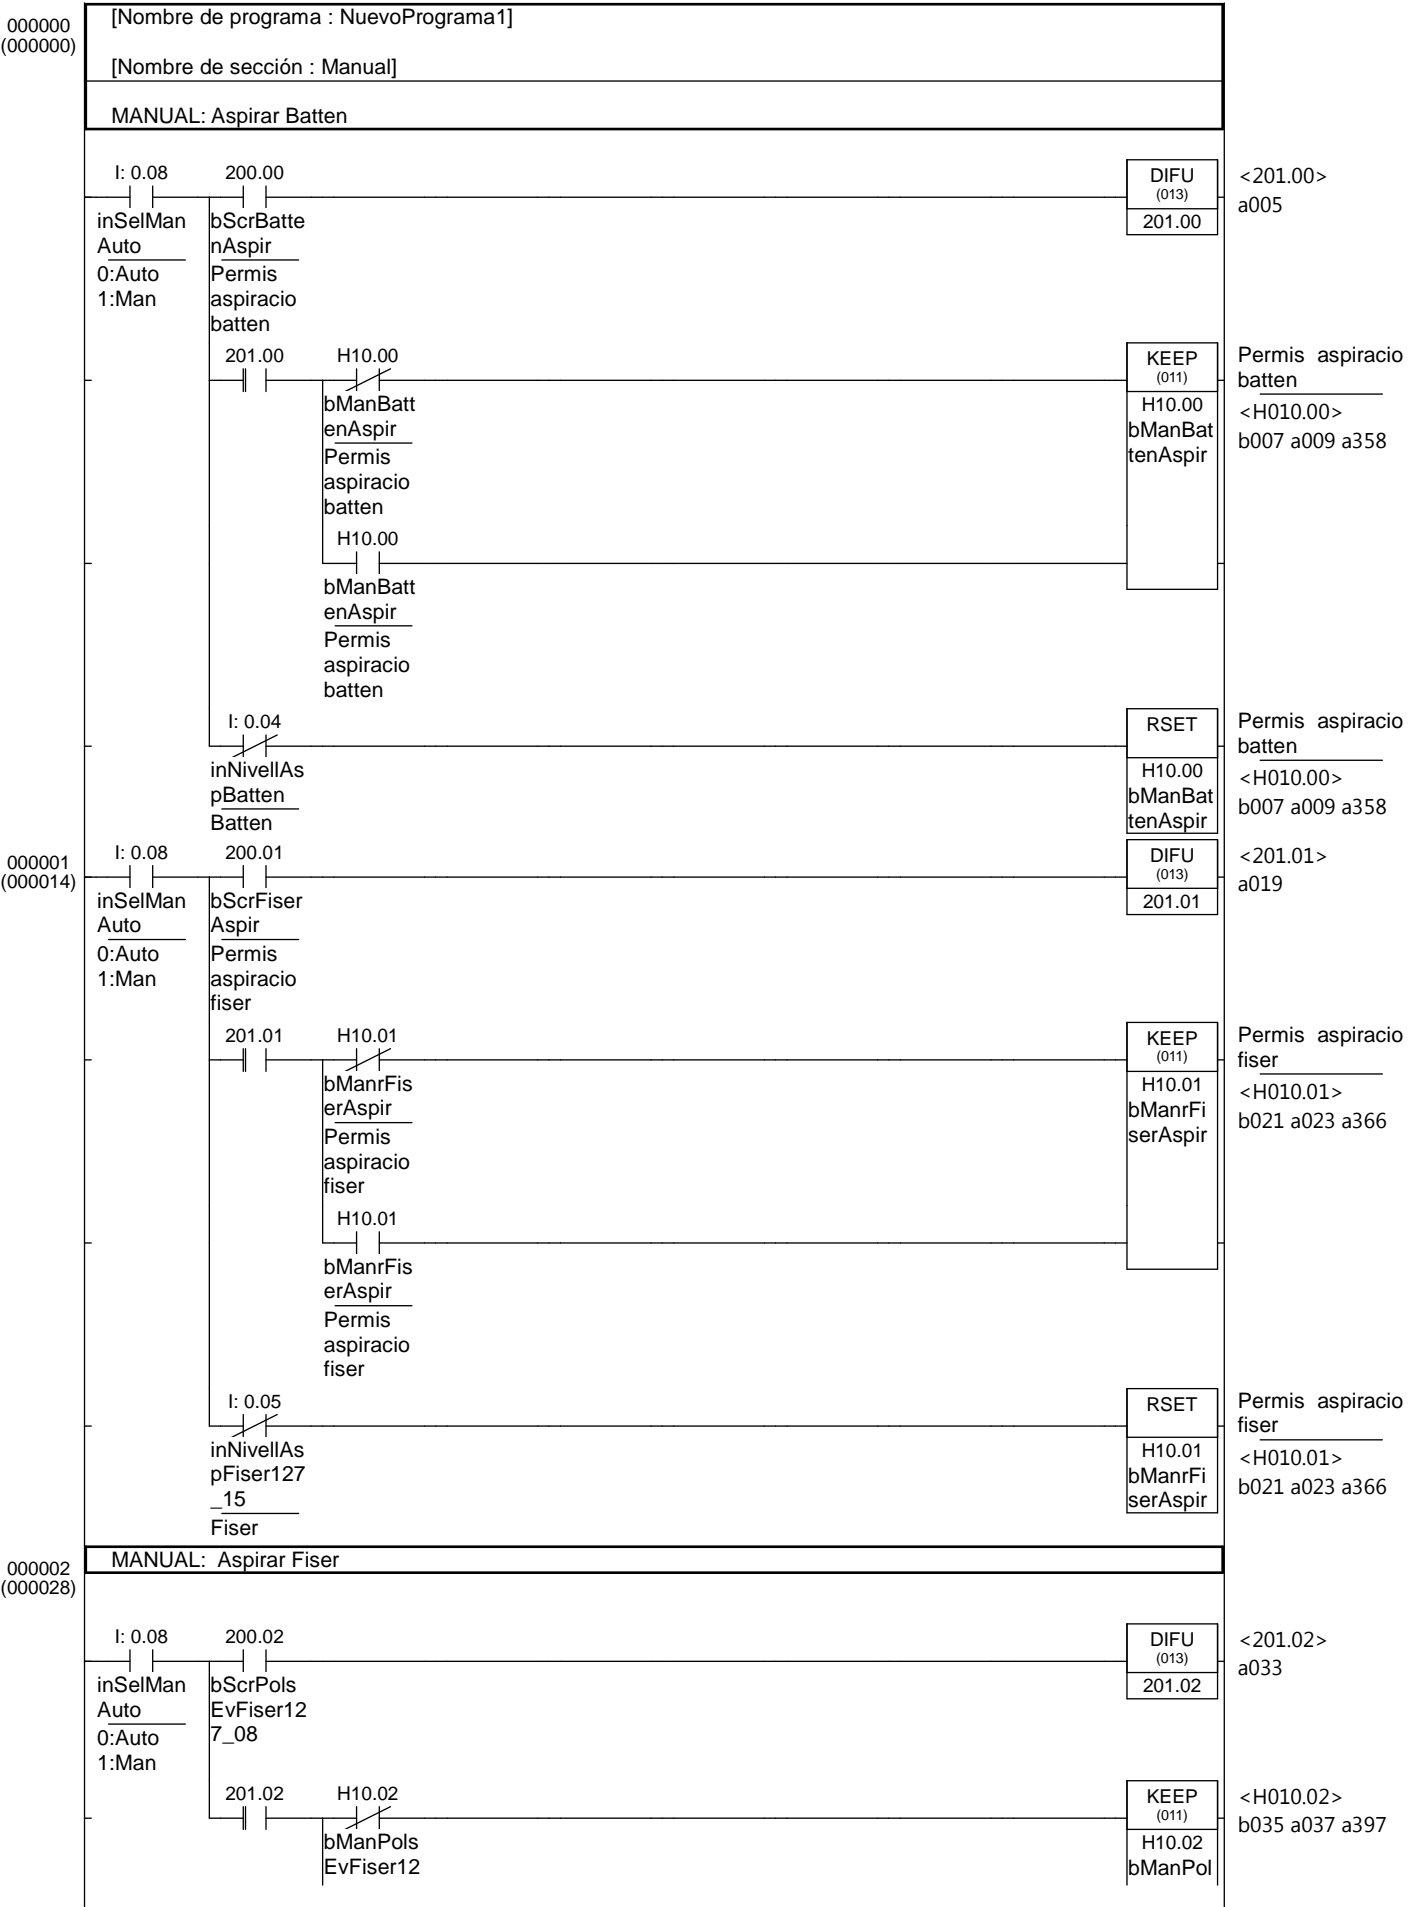 000000
(000000)
[Nombre de programa : NuevoPrograma1]
[Nombre de sección : Manual]
MANUAL: Aspirar Batten
I: 0.08
inSelMan
Auto
0:Auto
1:Man
200.00
bScrBatte
nAspir
Permis
aspiracio
batten
DIFU
(013)
201.00
<201.00>
a005
201.00
H10.00
bManBatt
enAspir
Permis
aspiracio
batten
KEEP
(011)
H10.00
bManBat
tenAspir
Permis aspiracio
batten
<H010.00>
b007 a009 a358
H10.00
bManBatt
enAspir
Permis
aspiracio
batten
I: 0.04
inNivellAs
pBatten
Batten
RSET
H10.00
bManBat
tenAspir
Permis aspiracio
batten
<H010.00>
b007 a009 a358
000001
(000014)
I: 0.08
inSelMan
Auto
0:Auto
1:Man
200.01
bScrFiser
Aspir
Permis
aspiracio
fiser
DIFU
(013)
201.01
<201.01>
a019
201.01
H10.01
bManrFis
erAspir
Permis
aspiracio
fiser
KEEP
(011)
H10.01
bManrFi
serAspir
Permis aspiracio
fiser
<H010.01>
b021 a023 a366
H10.01
bManrFis
erAspir
Permis
aspiracio
fiser
I: 0.05
inNivellAs
pFiser127
_15
Fiser
RSET
H10.01
bManrFi
serAspir
Permis aspiracio
fiser
<H010.01>
b021 a023 a366
000002
(000028)
MANUAL: Aspirar Fiser
I: 0.08
inSelMan
Auto
0:Auto
1:Man
200.02
bScrPols
EvFiser12
7_08
DIFU
(013)
201.02
<201.02>
a033
201.02
H10.02
bManPols
EvFiser12
KEEP
(011)
H10.02
bManPol
<H010.02>
b035 a037 a397